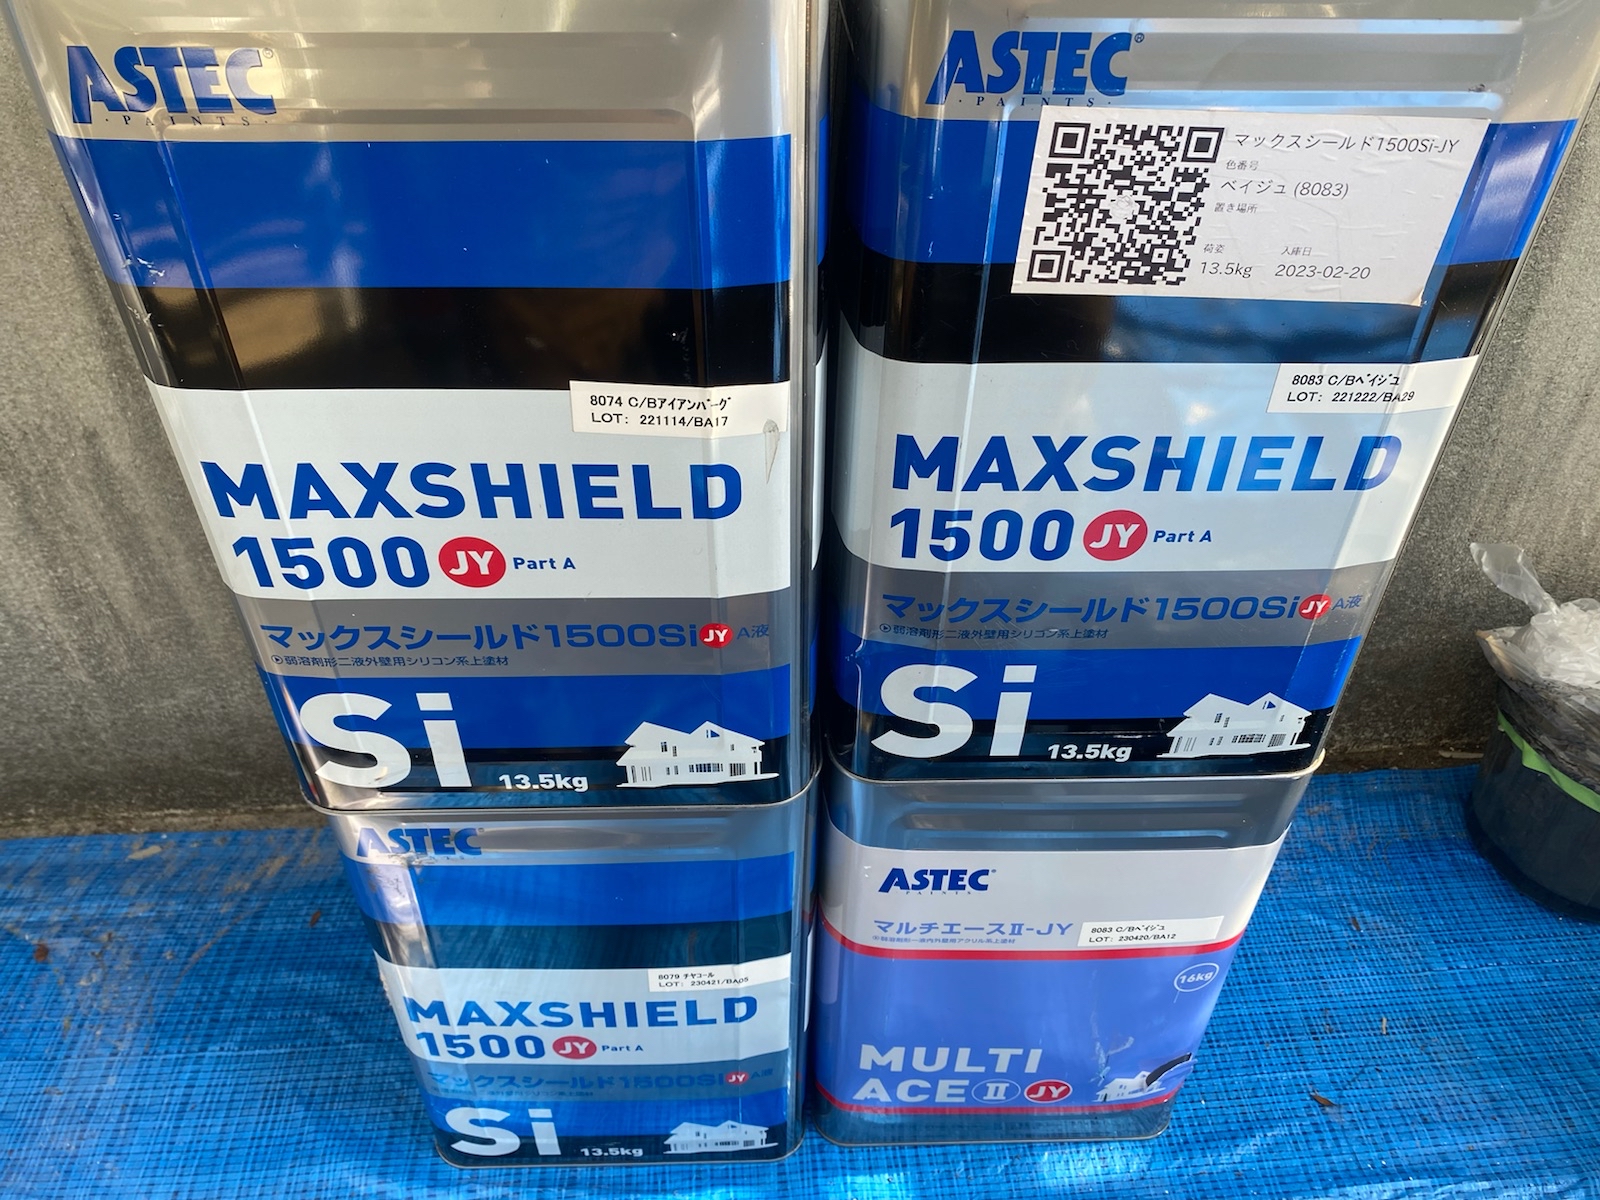 ASTEC®
· PAINTS ·
8074 C/Bアイアンバーグ
LOT: 221114/BA17
MAXSHIELD
1500 JY Part A
マックスシールド1500Si JY A液
弱溶剤形二液外壁用シリコン系上塗材
Si
13.5kg
ASTEC®
· PAINTS ·
マックスシールド1500Si-JY
色番号
ベイジュ (8083)
置き場所
荷姿 入庫日
13.5kg 2023-02-20
8083 C/Bベイジュ
LOT: 221222/BA29
MAXSHIELD
1500 JY Part A
マックスシールド1500Si JY A液
弱溶剤形二液外壁用シリコン系上塗材
Si
13.5kg
ASTEC
8079 チャコール
LOT: 230421/BA05
MAXSHIELD
1500 JY Part A
マックスシールド1500Si JY A液
Si
13.5kg
ASTEC®
PAINTS
マルチエースⅡ-JY
8083 C/Bベイジュ
LOT: 230420/BA12
16kg
MULTI
ACE Ⅱ JY